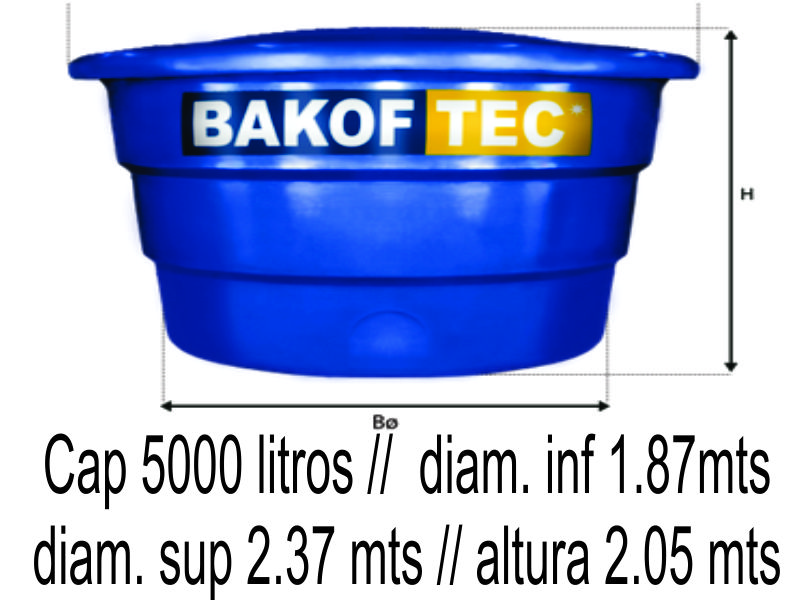 BAKOF TEC
H
Bø
Cap 5000 litros // diam. inf 1.87mts
diam. sup 2.37 mts // altura 2.05 mts